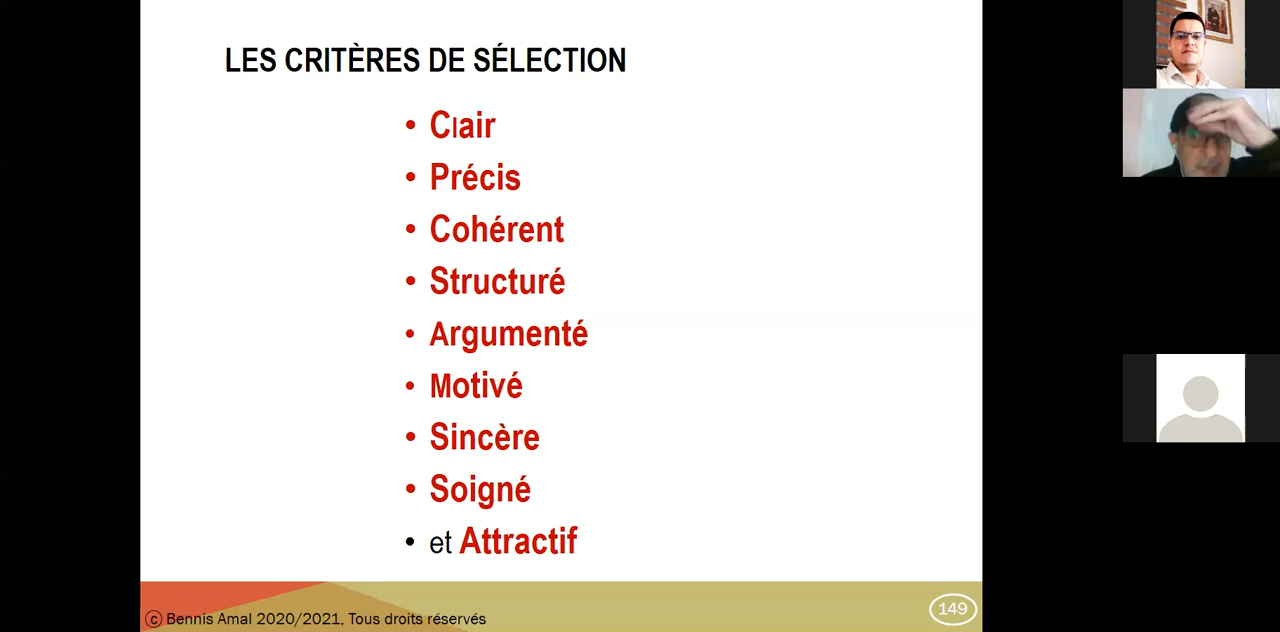 LES CRITÈRES DE SÉLECTION
• Clair
• Précis
• Cohérent
• Structuré
• Argumenté
• Motivé
• Sincère
• Soigné
• et Attractif
© Bennis Amal 2020/2021, Tous droits réservés
149